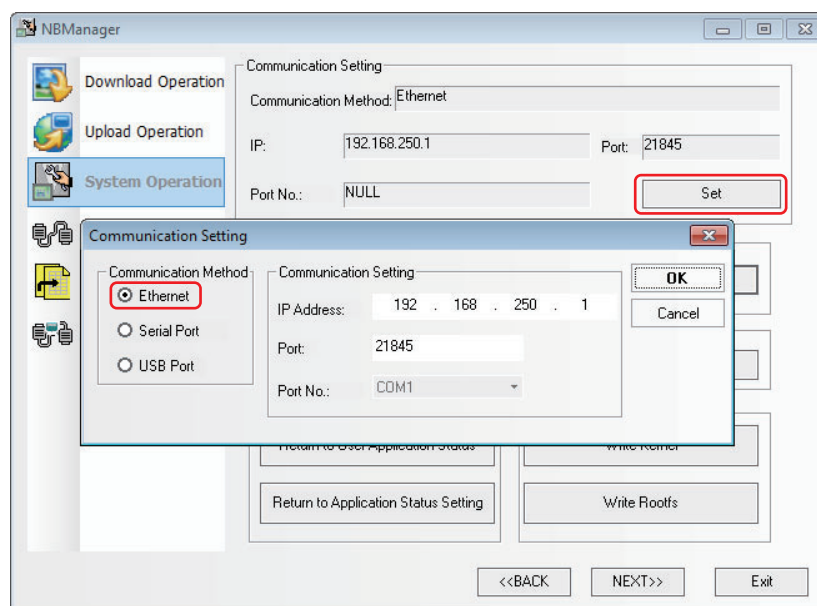 NBManager
Download Operation
Upload Operation
System Operation
Communication Setting
Communication Method: Ethernet
IP: 192.168.250.1 Port: 21845
Port No.: NULL Set
Communication Setting
Communication Method
Ethernet
Serial Port
USB Port
Communication Setting
IP Address: 192 . 168 . 250 . 1
Port: 21845
Port No.: COM1
OK
Cancel
Return to Application Status Setting
Write Rootfs
<<BACK NEXT>> Exit